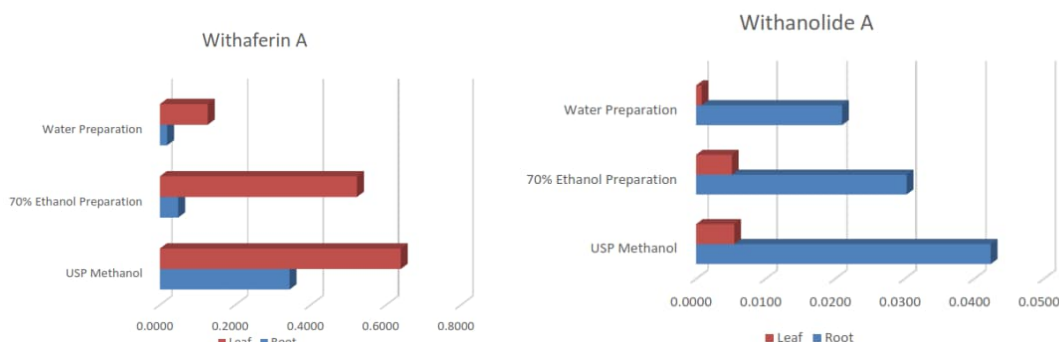 Withaferin A
Water Preparation
70% Ethanol Preparation
USP Methanol
0.0000 0.2000 0.4000 0.6000 0.8000
Leaf Root
Withanolide A
Water Preparation
70% Ethanol Preparation
USP Methanol
0.0000 0.0100 0.0200 0.0300 0.0400 0.0500
Leaf Root